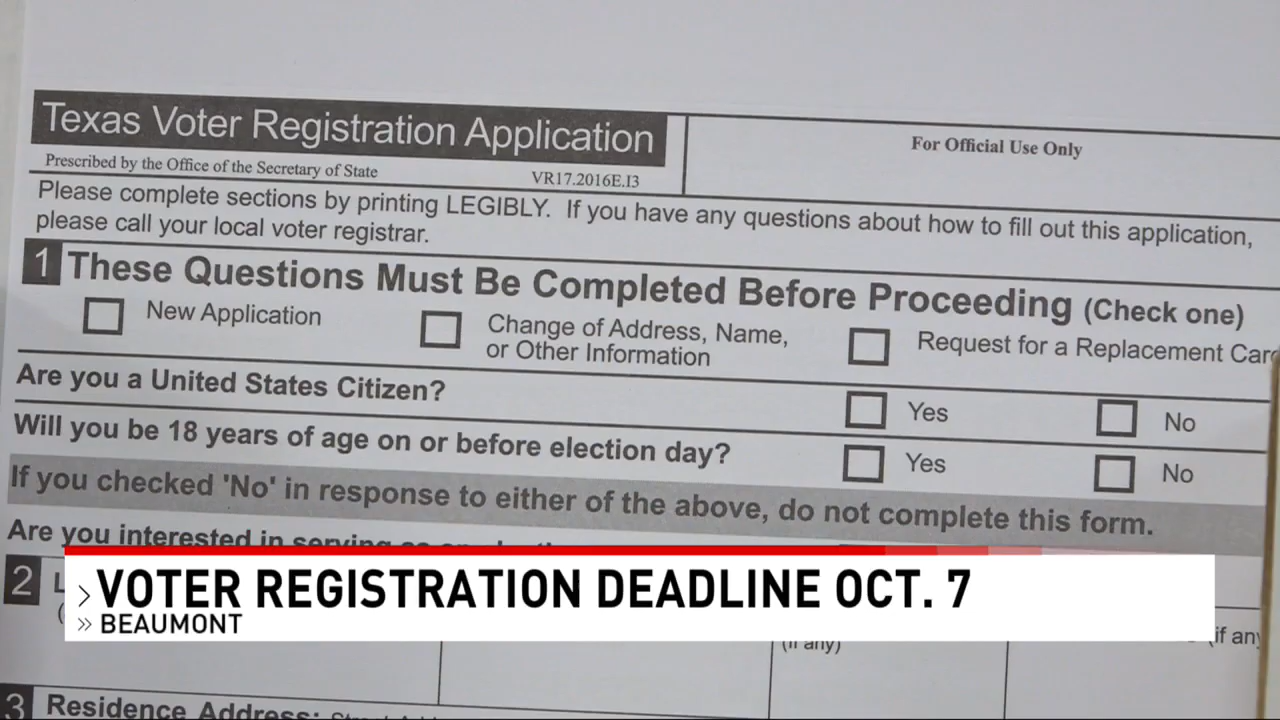 Texas Voter Registration Application
For Official Use Only
Prescribed by the Office of the Secretary of State
VR17.2016E.I3
Please complete sections by printing LEGIBLY. If you have any questions about how to fill out this application,
please call your local voter registrar.
1 These Questions Must Be Completed Before Proceeding (Check one)
New Application
Change of Address, Name,
or Other Information
Request for a Replacement Car
Are you a United States Citizen?
Yes
No
Will you be 18 years of age on or before election day?
Yes
No
If you checked 'No' in response to either of the above, do not complete this form.
Are you interested in serving
2
› VOTER REGISTRATION DEADLINE OCT. 7
» BEAUMONT
(if any)
(if any
3 Residence Address: